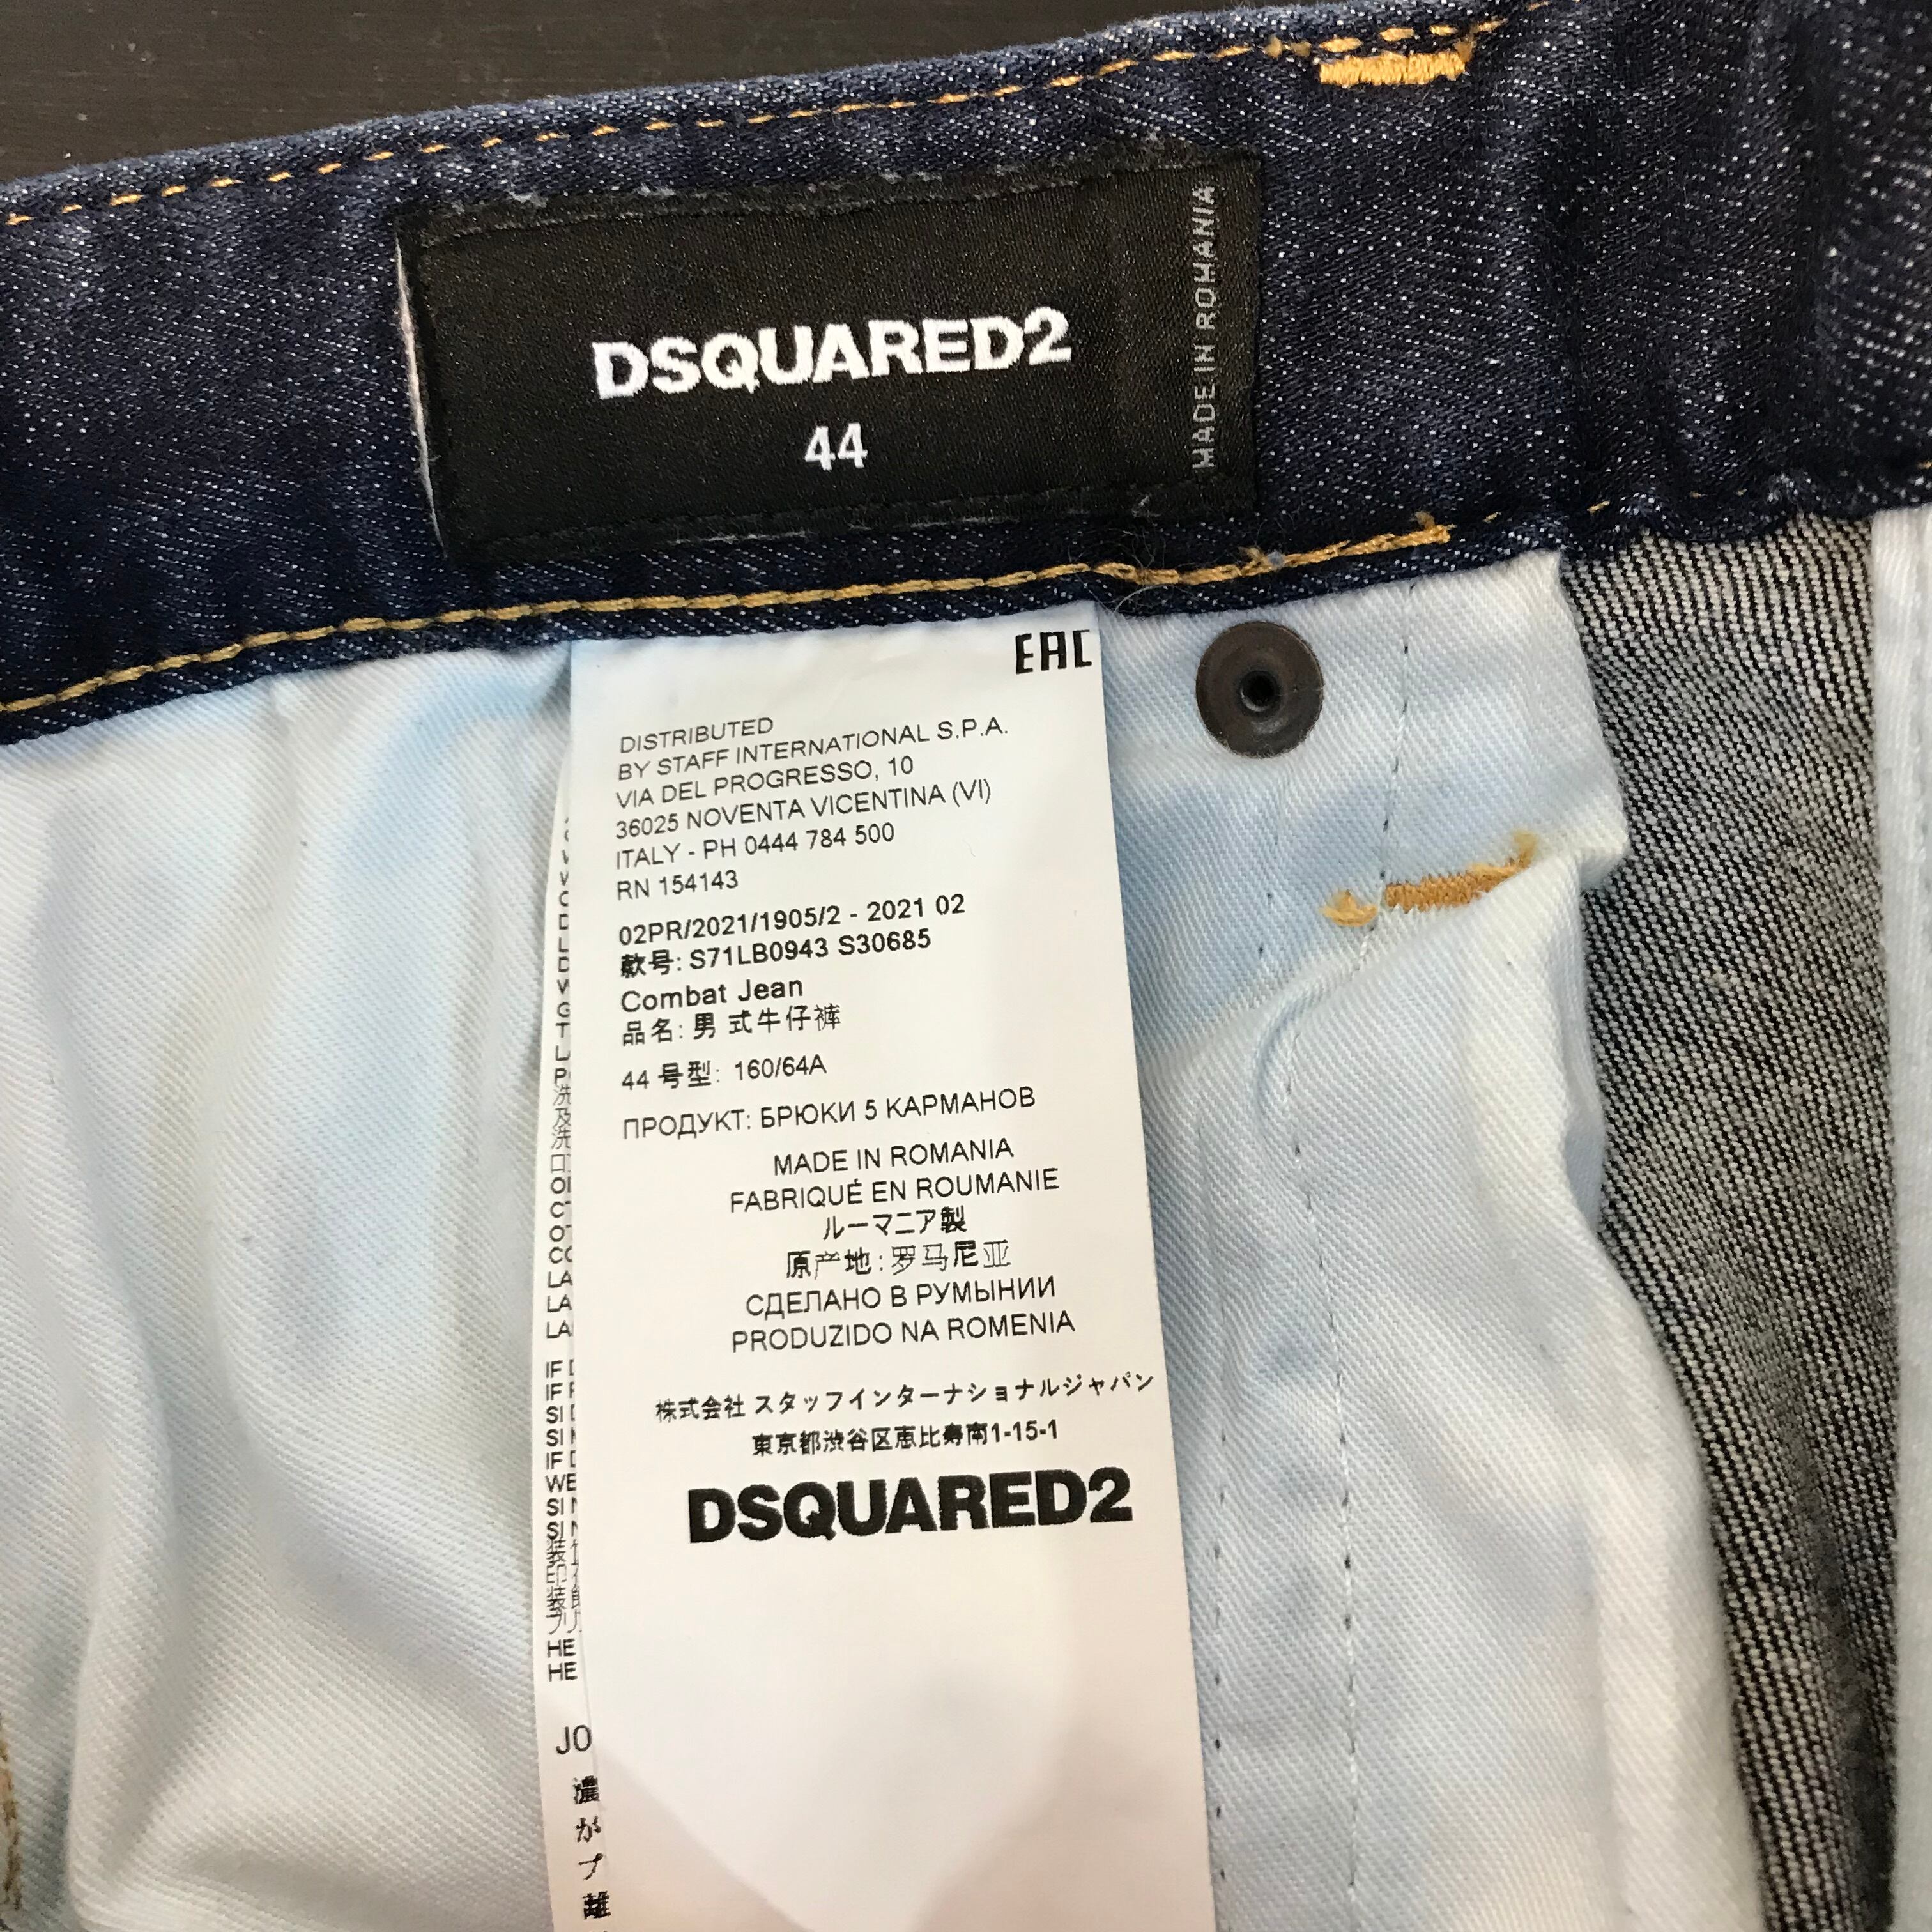 DSQUARED2
44
MADE IN ROMANIA
EAC
DISTRIBUTED
BY STAFF INTERNATIONAL S.P.A.
VIA DEL PROGRESSO, 10
36025 NOVENTA VICENTINA (VI)
ITALY - PH 0444 784 500
RN 154143
02PR/2021/1905/2 - 2021 02
款号: S71LB0943 S30685
Combat Jean
品名: 男式牛仔裤
44 号型: 160/64A
ПРОДУКТ: БРЮКИ 5 КАРМАНОВ
MADE IN ROMANIA
FABRIQUÉ EN ROUMANIE
ルーマニア製
原产地: 罗马尼亚
СДЕЛАНО В РУМЫНИИ
PRODUZIDO NA ROMENIA
株式会社 スタッフインターナショナルジャパン
東京都渋谷区恵比寿南1-15-1
DSQUARED2